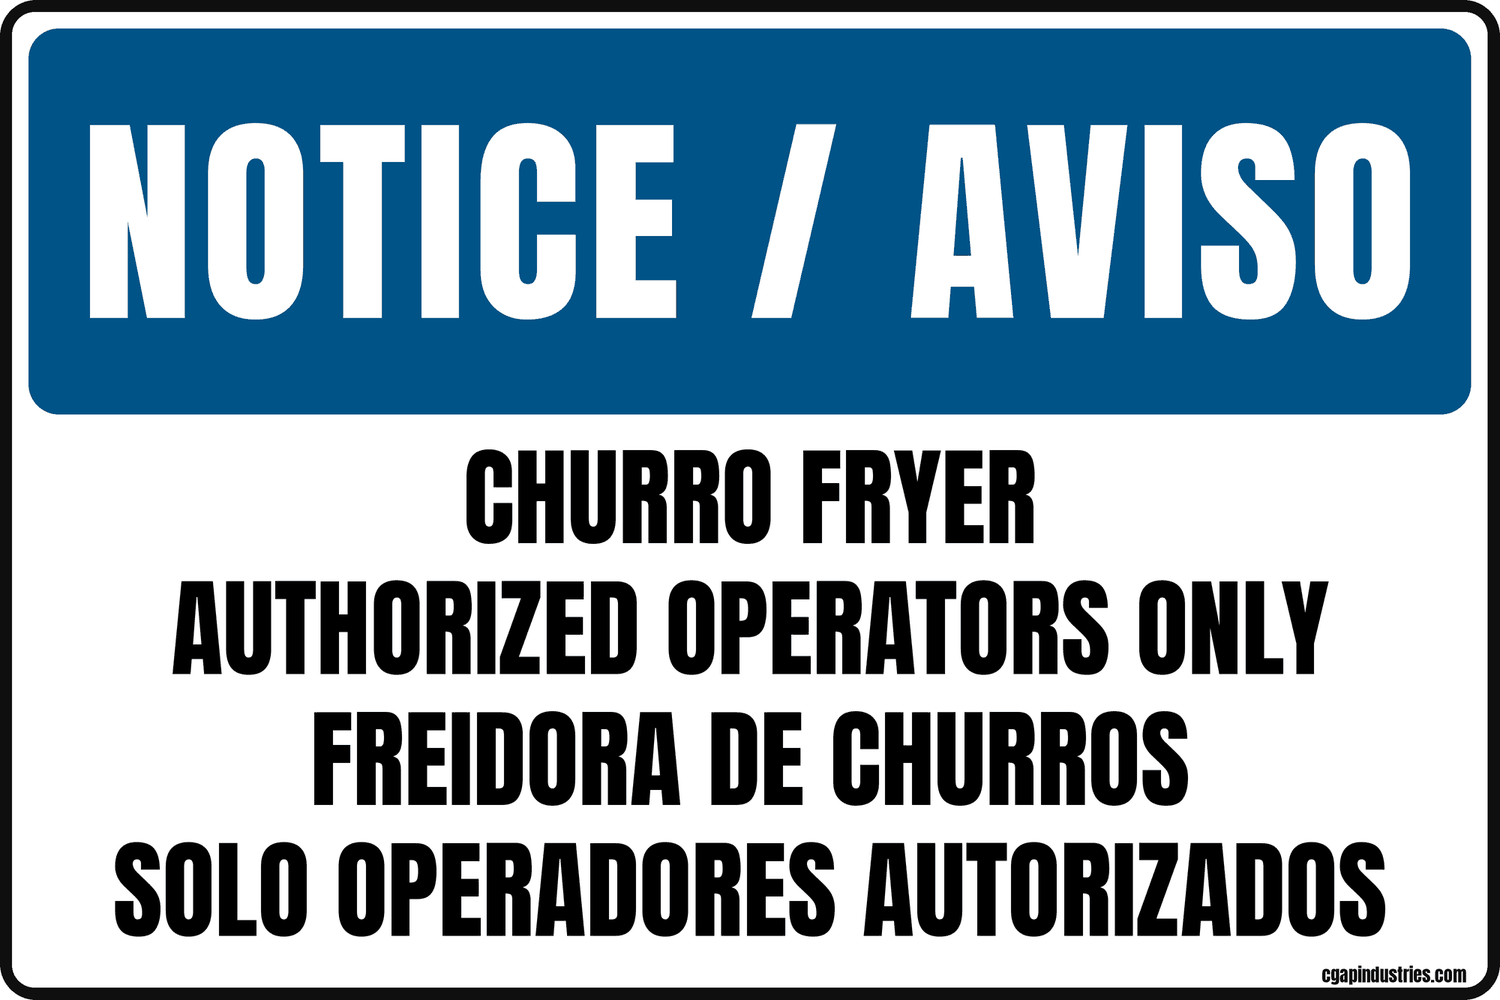 NOTICE / AVISO
CHURRO FRYER
AUTHORIZED OPERATORS ONLY
FREIDORA DE CHURROS
SOLO OPERADORES AUTORIZADOS
cgapindustries.com